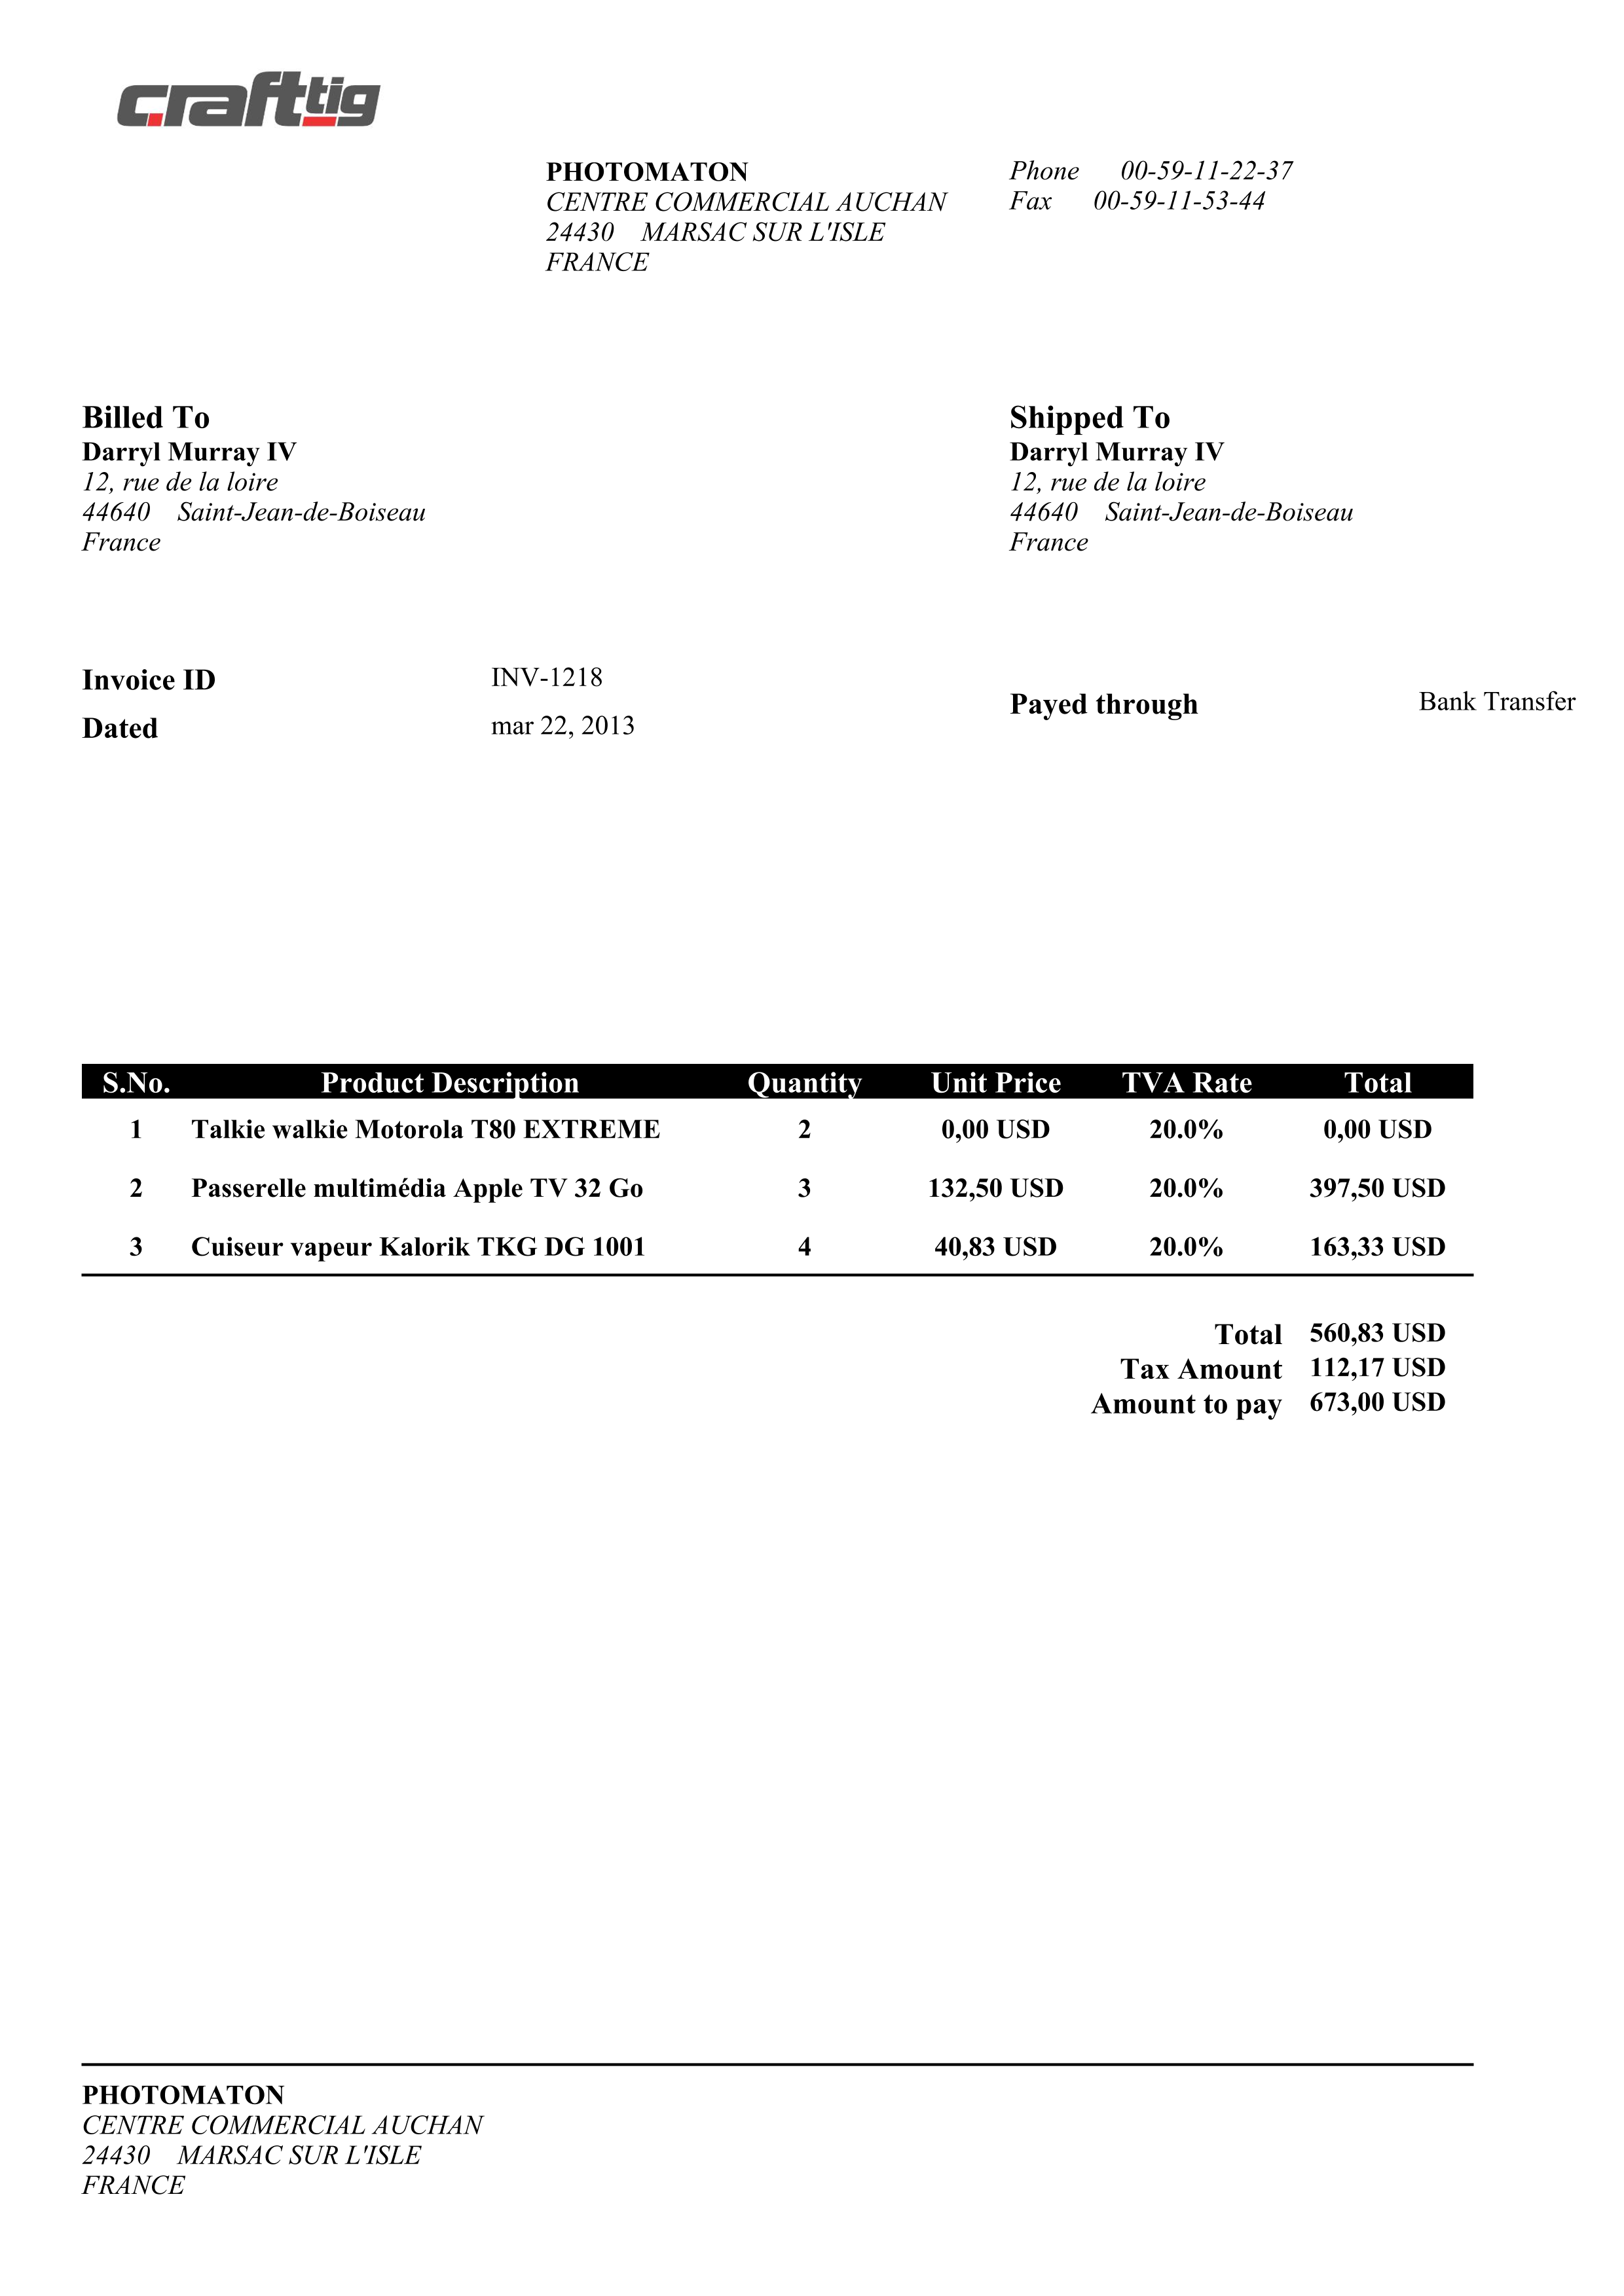 crafttig
PHOTOMATON
CENTRE COMMERCIAL AUCHAN
24430 MARSAC SUR L'ISLE
FRANCE
Phone 00-59-11-22-37
Fax 00-59-11-53-44
Billed To
Darryl Murray IV
12, rue de la loire
44640 Saint-Jean-de-Boiseau
France
Shipped To
Darryl Murray IV
12, rue de la loire
44640 Saint-Jean-de-Boiseau
France
Invoice ID INV-1218
Dated mar 22, 2013
Payed through Bank Transfer
S.No. Product Description Quantity Unit Price TVA Rate Total
1 Talkie walkie Motorola T80 EXTREME 2 0,00 USD 20.0% 0,00 USD
2 Passerelle multimédia Apple TV 32 Go 3 132,50 USD 20.0% 397,50 USD
3 Cuiseur vapeur Kalorik TKG DG 1001 4 40,83 USD 20.0% 163,33 USD
Total 560,83 USD
Tax Amount 112,17 USD
Amount to pay 673,00 USD
PHOTOMATON
CENTRE COMMERCIAL AUCHAN
24430 MARSAC SUR L'ISLE
FRANCE